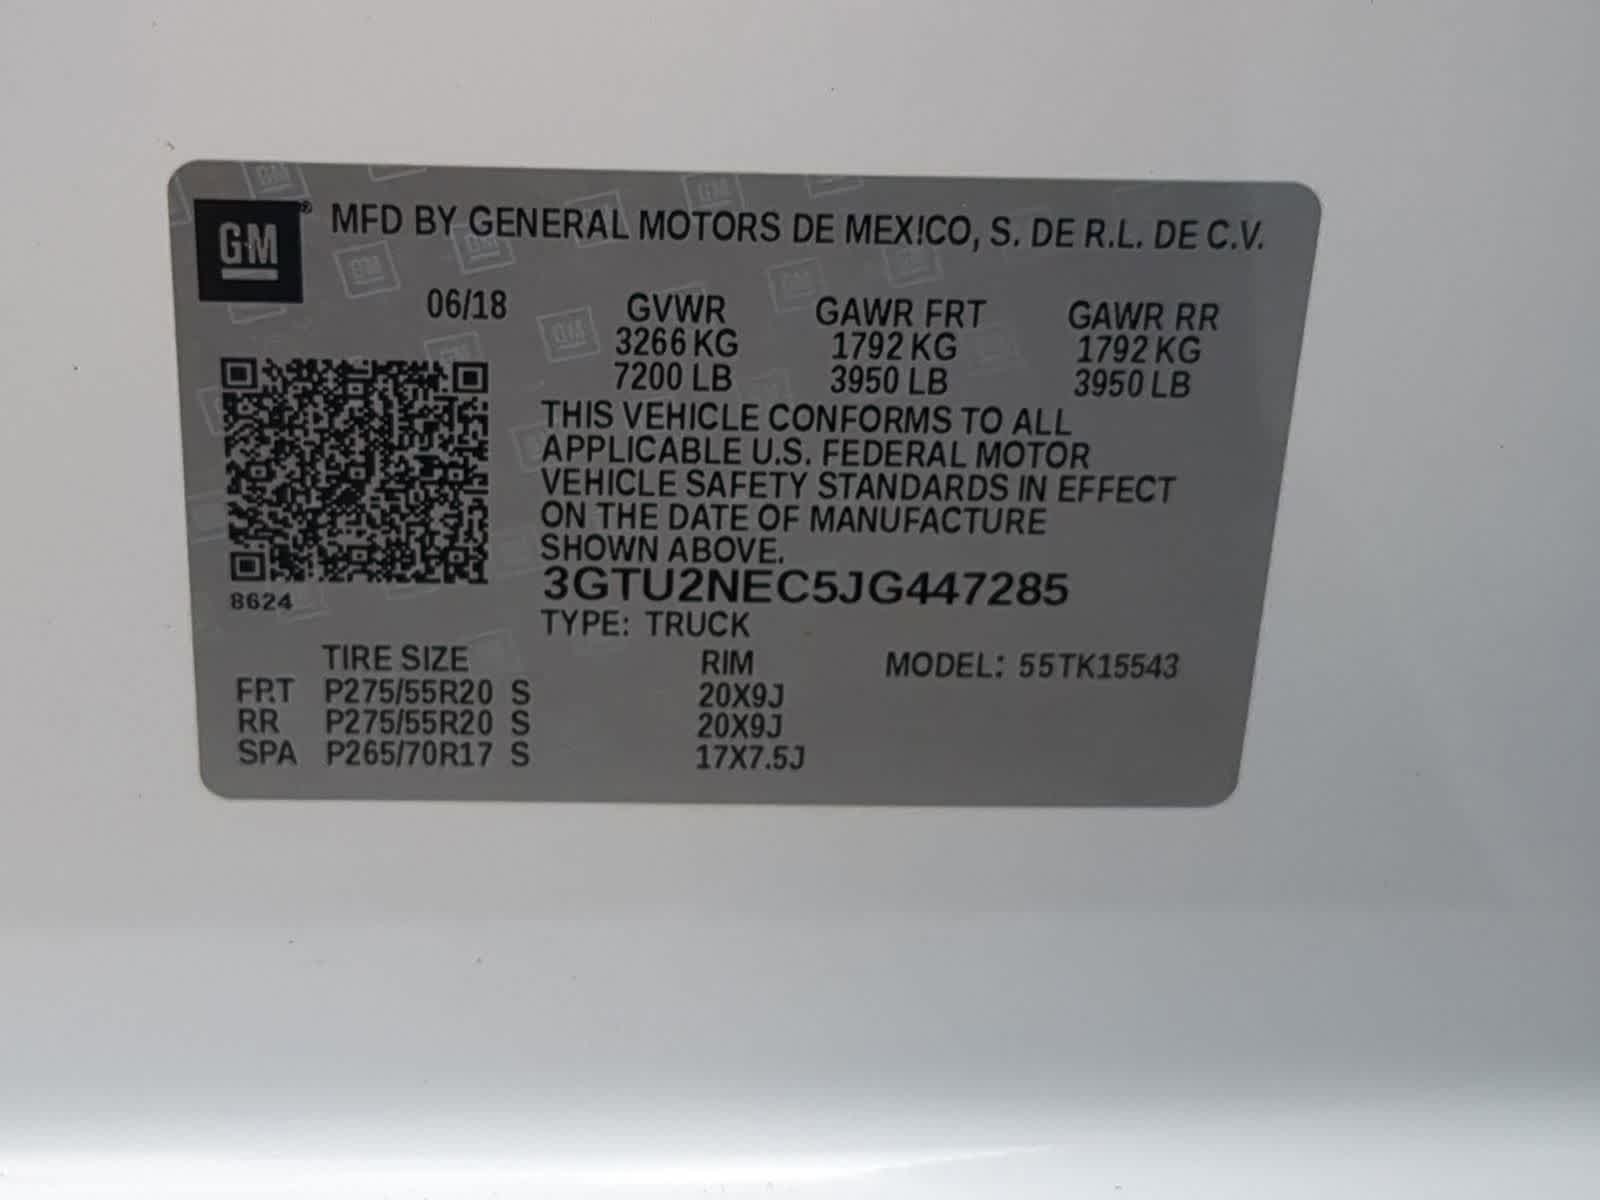 GM® MFD BY GENERAL MOTORS DE MEXICO, S. DE R.L. DE C.V.
06/18 GVWR GAWR FRT GAWR RR
3266 KG 1792 KG 1792 KG
7200 LB 3950 LB 3950 LB
THIS VEHICLE CONFORMS TO ALL
APPLICABLE U.S. FEDERAL MOTOR
VEHICLE SAFETY STANDARDS IN EFFECT
ON THE DATE OF MANUFACTURE
SHOWN ABOVE.
3GTU2NEC5JG447285
8624
TYPE: TRUCK
TIRE SIZE RIM MODEL: 55TK15543
FRT P275/55R20 S 20X9J
RR P275/55R20 S 20X9J
SPA P265/70R17 S 17X7.5J